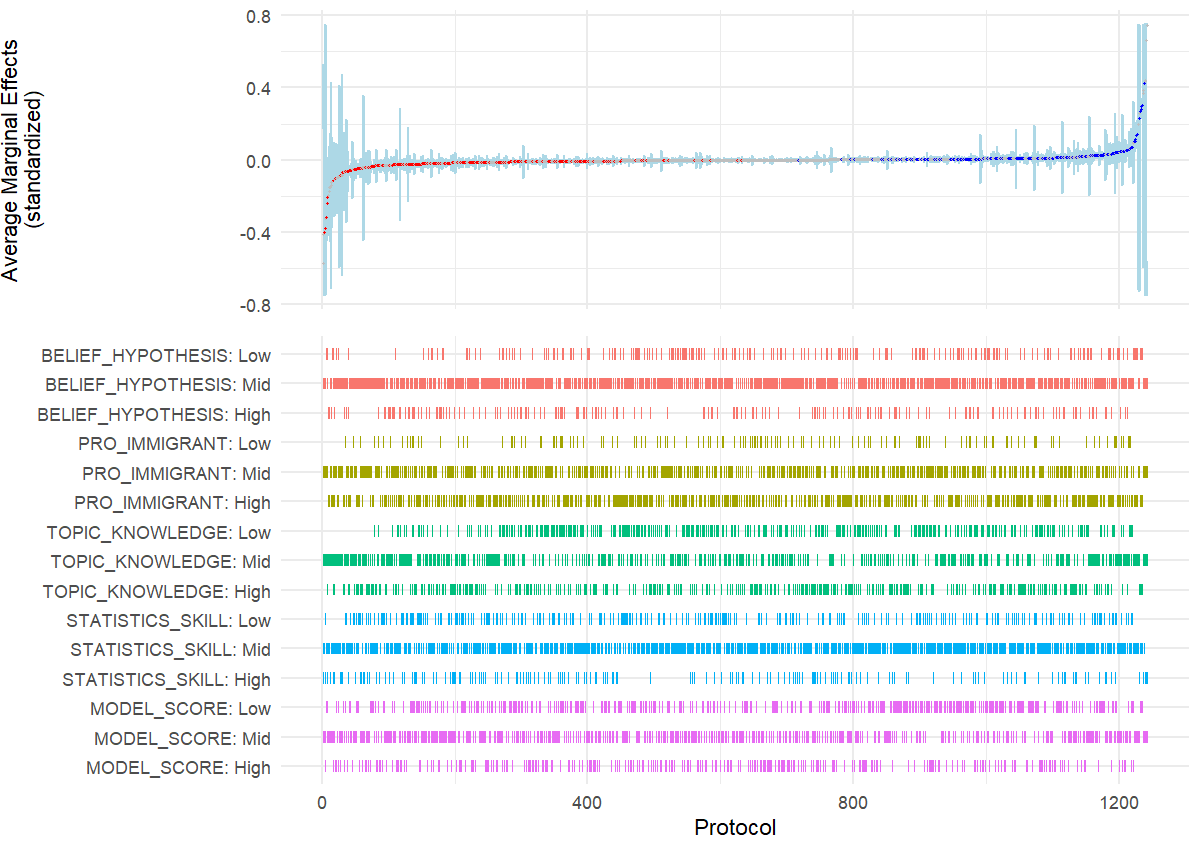 Average Marginal Effects
(standardized)
0.8
0.4
0.0
-0.4
-0.8
BELIEF_HYPOTHESIS: Low
BELIEF_HYPOTHESIS: Mid
BELIEF_HYPOTHESIS: High
PRO_IMMIGRANT: Low
PRO_IMMIGRANT: Mid
PRO_IMMIGRANT: High
TOPIC_KNOWLEDGE: Low
TOPIC_KNOWLEDGE: Mid
TOPIC_KNOWLEDGE: High
STATISTICS_SKILL: Low
STATISTICS_SKILL: Mid
STATISTICS_SKILL: High
MODEL_SCORE: Low
MODEL_SCORE: Mid
MODEL_SCORE: High
0 400 800 1200
Protocol